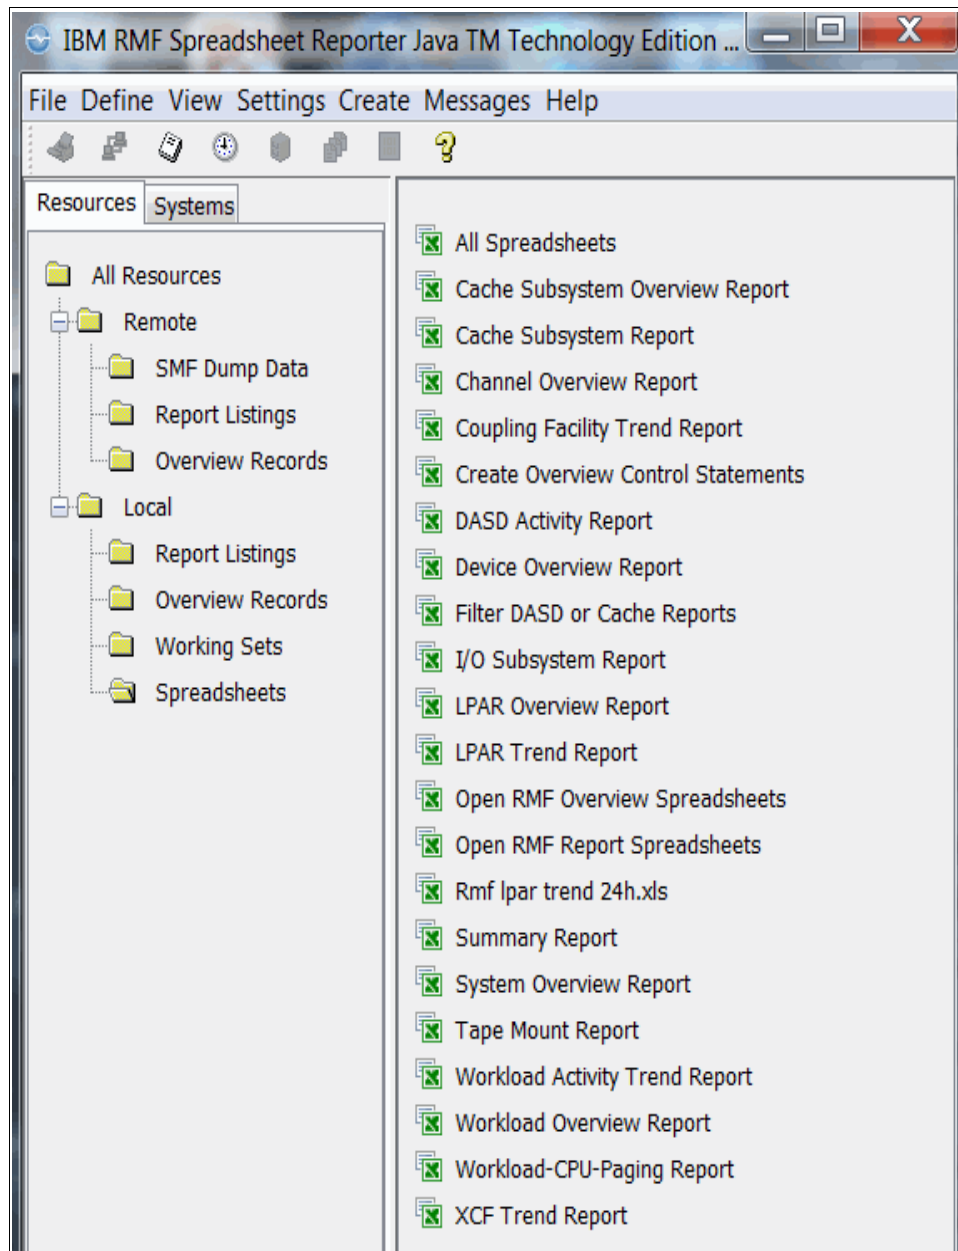 IBM RMF Spreadsheet Reporter Java TM Technology Edition ...
File Define View Settings Create Messages Help
Resources Systems
All Resources
Remote
SMF Dump Data
Report Listings
Overview Records
Local
Report Listings
Overview Records
Working Sets
Spreadsheets
All Spreadsheets
Cache Subsystem Overview Report
Cache Subsystem Report
Channel Overview Report
Coupling Facility Trend Report
Create Overview Control Statements
DASD Activity Report
Device Overview Report
Filter DASD or Cache Reports
I/O Subsystem Report
LPAR Overview Report
LPAR Trend Report
Open RMF Overview Spreadsheets
Open RMF Report Spreadsheets
Rmf lpar trend 24h.xls
Summary Report
System Overview Report
Tape Mount Report
Workload Activity Trend Report
Workload Overview Report
Workload-CPU-Paging Report
XCF Trend Report